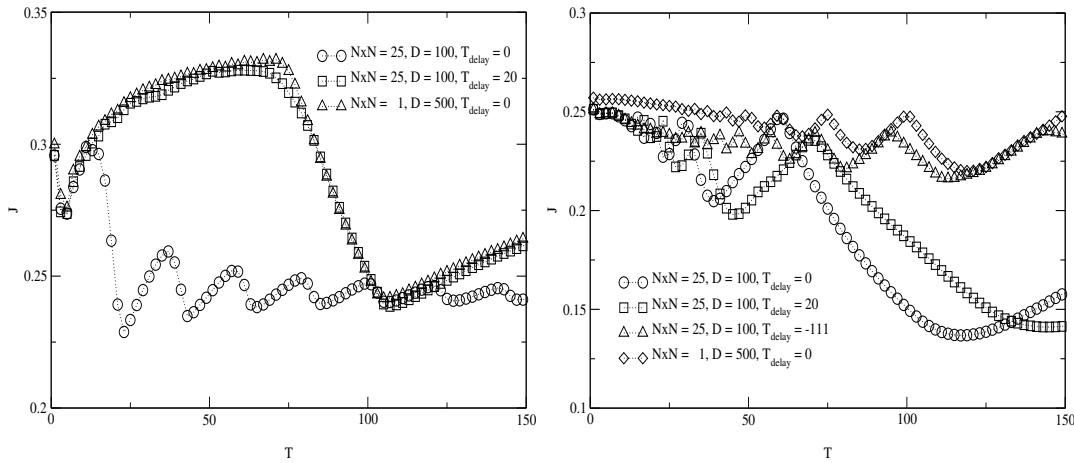 0.35
0.3
0.25
0.2
J
NxN = 25, D = 100, T_delay = 0
NxN = 25, D = 100, T_delay = 20
NxN = 1, D = 500, T_delay = 0
0 50 100 150
T
0.3
0.25
0.2
0.15
0.1
J
NxN = 25, D = 100, T_delay = 0
NxN = 25, D = 100, T_delay = 20
NxN = 25, D = 100, T_delay = -111
NxN = 1, D = 500, T_delay = 0
0 50 100 150
T